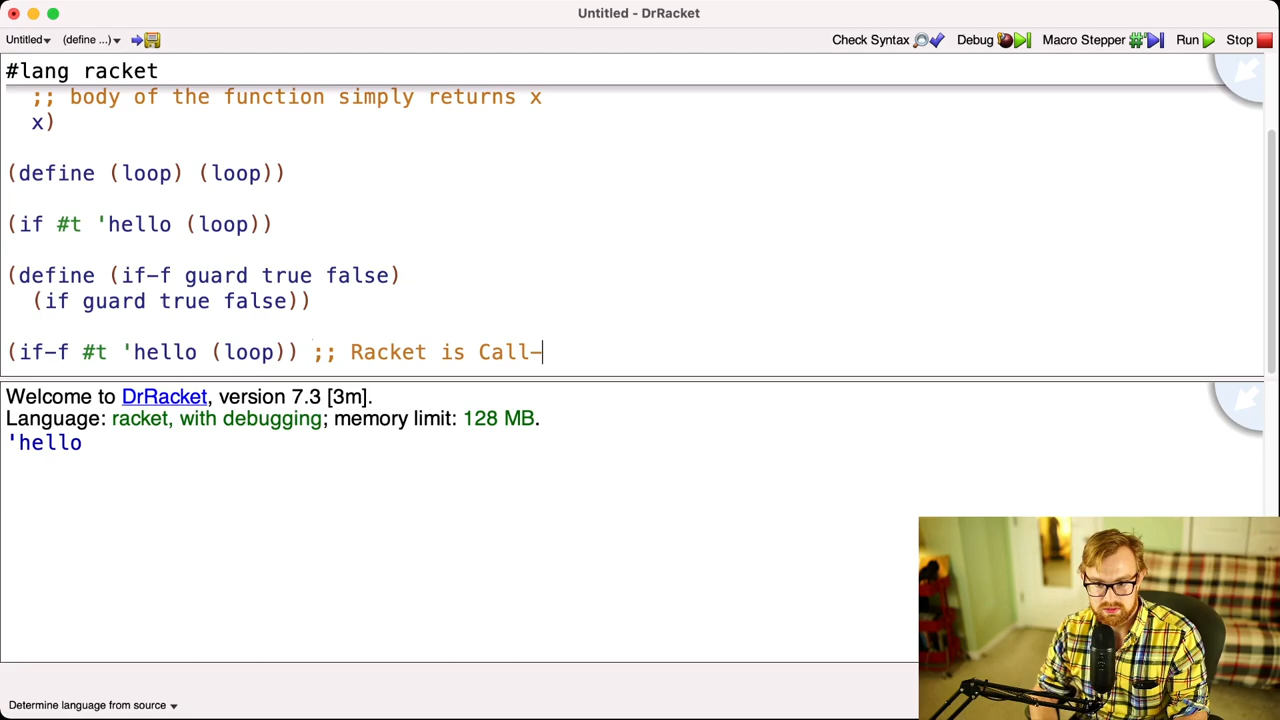 Untitled - DrRacket
Untitled (define ...) Check Syntax Debug Macro Stepper Run Stop
#lang racket
;; body of the function simply returns x
x)
(define (loop) (loop))
(if #t 'hello (loop))
(define (if-f guard true false)
(if guard true false))
(if-f #t 'hello (loop)) ;; Racket is Call-
Welcome to DrRacket, version 7.3 [3m].
Language: racket, with debugging; memory limit: 128 MB.
'hello
Determine language from source